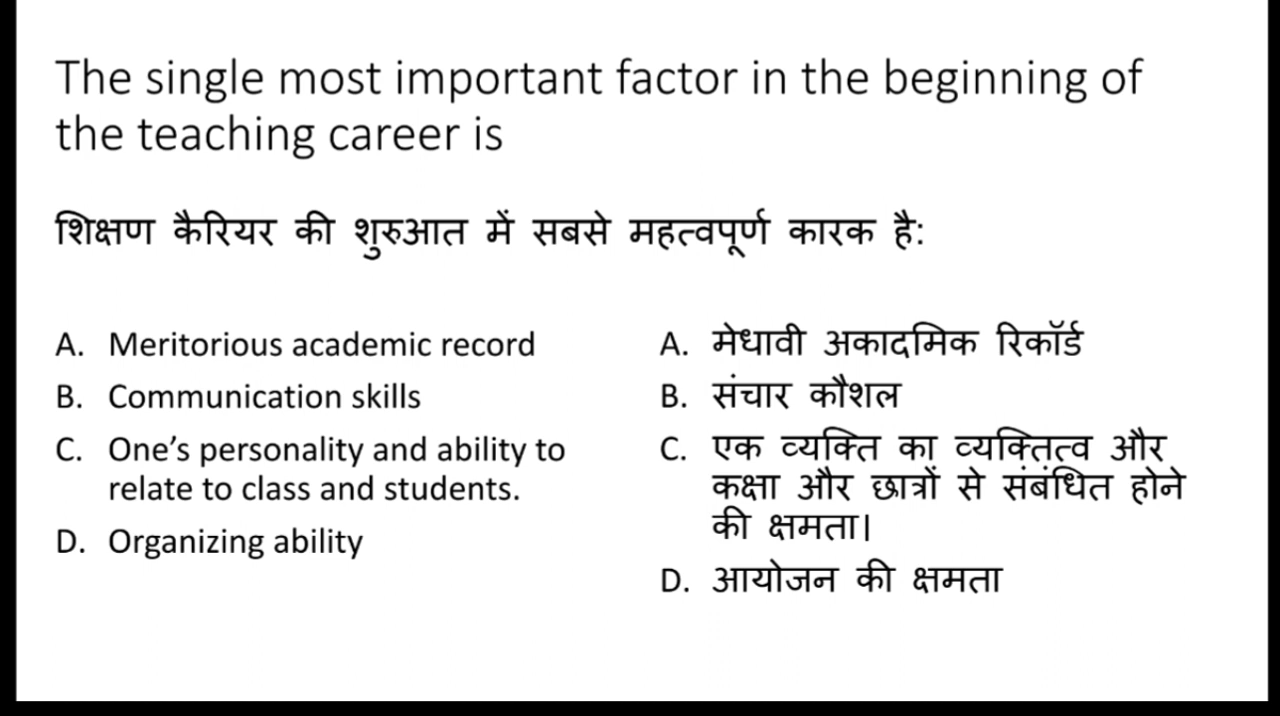 The single most important factor in the beginning of
the teaching career is
शिक्षण कैरियर की शुरुआत में सबसे महत्वपूर्ण कारक है:
A. Meritorious academic record
B. Communication skills
C. One’s personality and ability to
relate to class and students.
D. Organizing ability
A. मेधावी अकादमिक रिकॉर्ड
B. संचार कौशल
C. एक व्यक्ति का व्यक्तित्व और
कक्षा और छात्रों से संबंधित होने
की क्षमता।
D. आयोजन की क्षमता